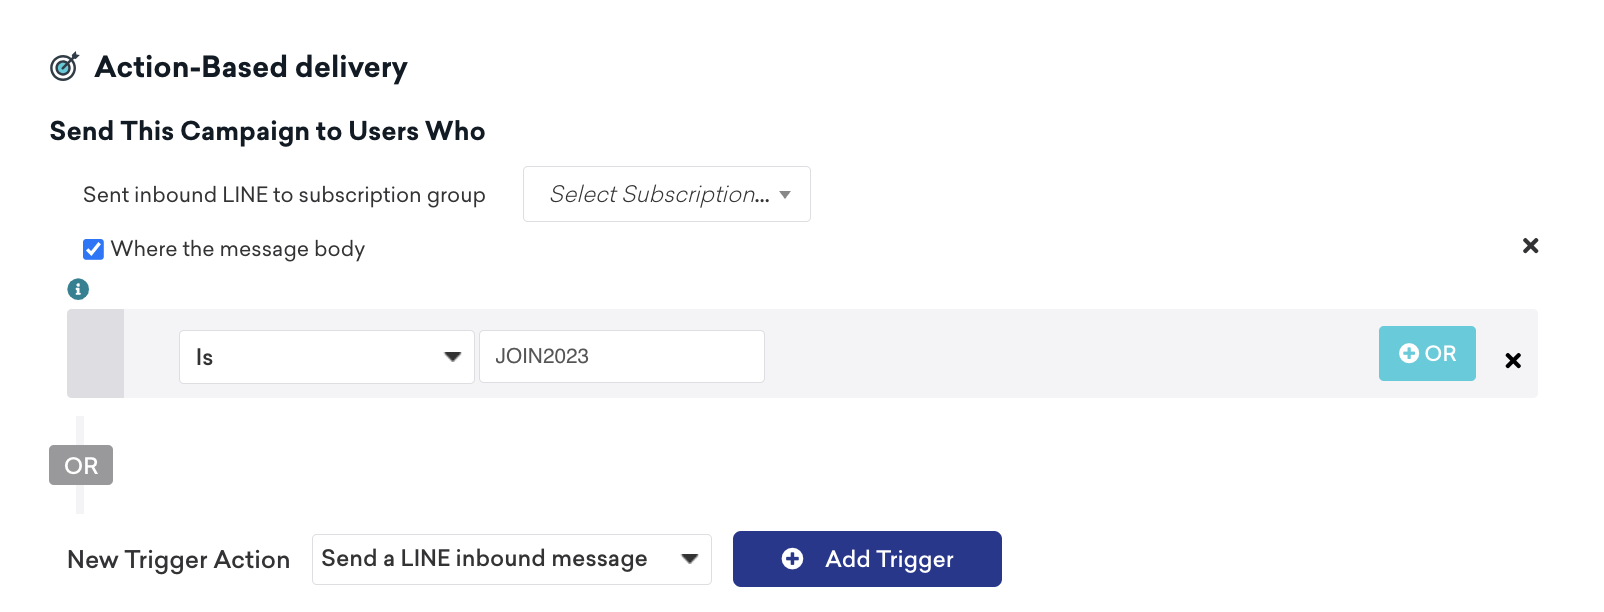 Action-Based delivery
Send This Campaign to Users Who
Sent inbound LINE to subscription group Select Subscription...
Where the message body
Is JOIN2023 OR
OR
New Trigger Action Send a LINE inbound message Add Trigger